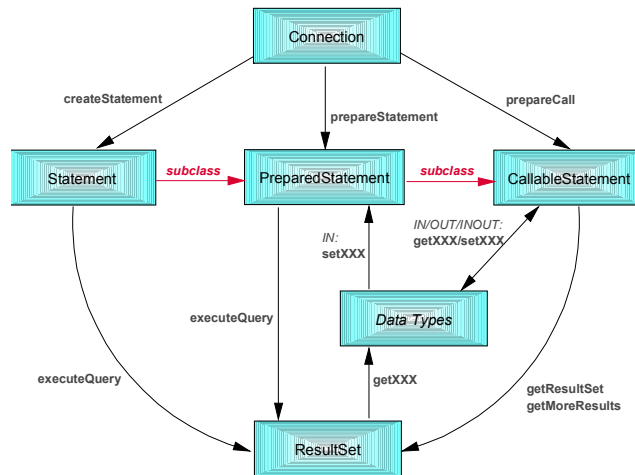 Connection
createStatement
prepareStatement
prepareCall
Statement
subclass
PreparedStatement
subclass
CallableStatement
IN:
setXXX
IN/OUT/INOUT:
getXXX/setXXX
executeQuery
Data Types
executeQuery
getXXX
getResultSet
getMoreResults
ResultSet